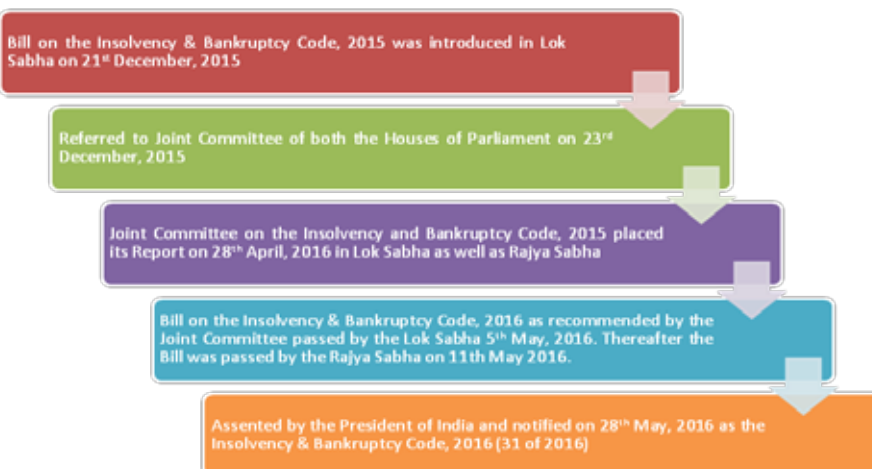 Bill on the Insolvency & Bankruptcy Code, 2015 was introduced in Lok
Sabha on 21st December, 2015
Referred to Joint Committee of both the Houses of Parliament on 23rd
December, 2015
Joint Committee on the Insolvency and Bankruptcy Code, 2015 placed
its Report on 28th April, 2016 in Lok Sabha as well as Rajya Sabha
Bill on the Insolvency & Bankruptcy Code, 2016 as recommended by the
Joint Committee passed by the Lok Sabha 5th May, 2016. Thereafter the
Bill was passed by the Rajya Sabha on 11th May 2016.
Assented by the President of India and notified on 28th May, 2016 as the
Insolvency & Bankruptcy Code, 2016 (31 of 2016)